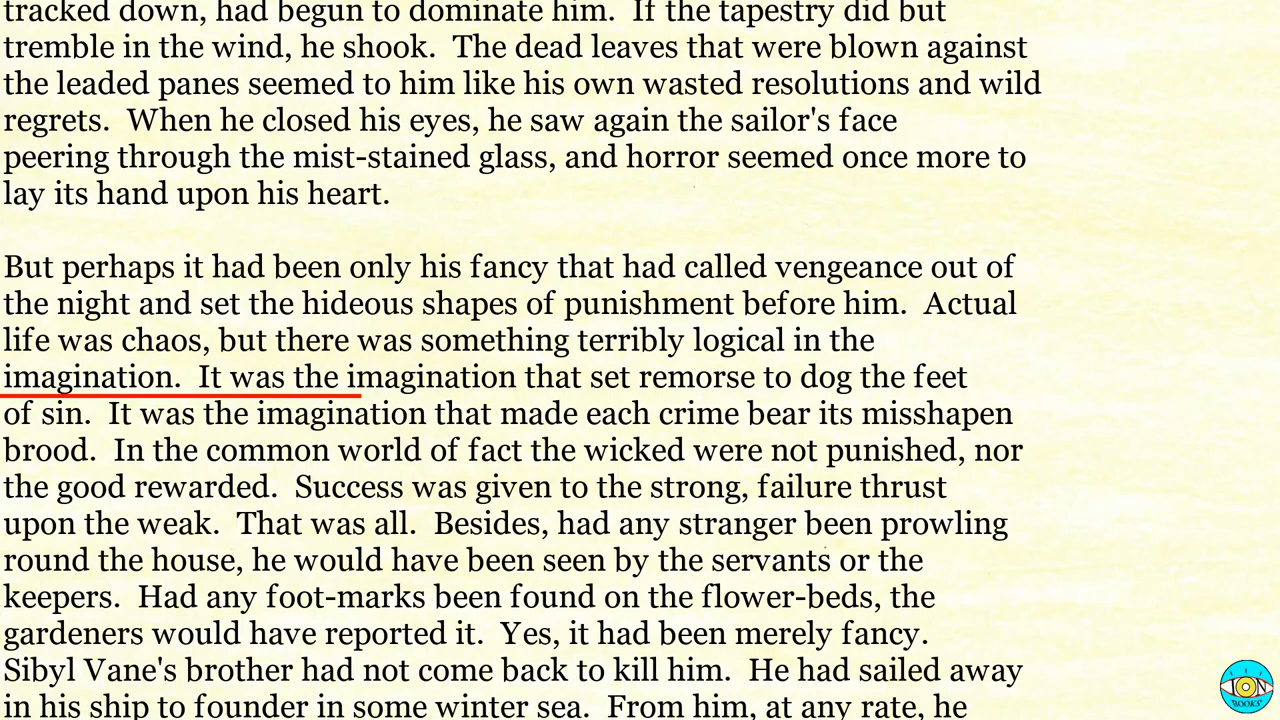 tracked down, had begun to dominate him.  If the tapestry did but
tremble in the wind, he shook.  The dead leaves that were blown against
the leaded panes seemed to him like his own wasted resolutions and wild
regrets.  When he closed his eyes, he saw again the sailor's face
peering through the mist-stained glass, and horror seemed once more to
lay its hand upon his heart.

But perhaps it had been only his fancy that had called vengeance out of
the night and set the hideous shapes of punishment before him.  Actual
life was chaos, but there was something terribly logical in the
imagination.  It was the imagination that set remorse to dog the feet
of sin.  It was the imagination that made each crime bear its misshapen
brood.  In the common world of fact the wicked were not punished, nor
the good rewarded.  Success was given to the strong, failure thrust
upon the weak.  That was all.  Besides, had any stranger been prowling
round the house, he would have been seen by the servants or the
keepers.  Had any foot-marks been found on the flower-beds, the
gardeners would have reported it.  Yes, it had been merely fancy.
Sibyl Vane's brother had not come back to kill him.  He had sailed away
in his ship to founder in some winter sea.  From him, at any rate, he
ION
BOOKS